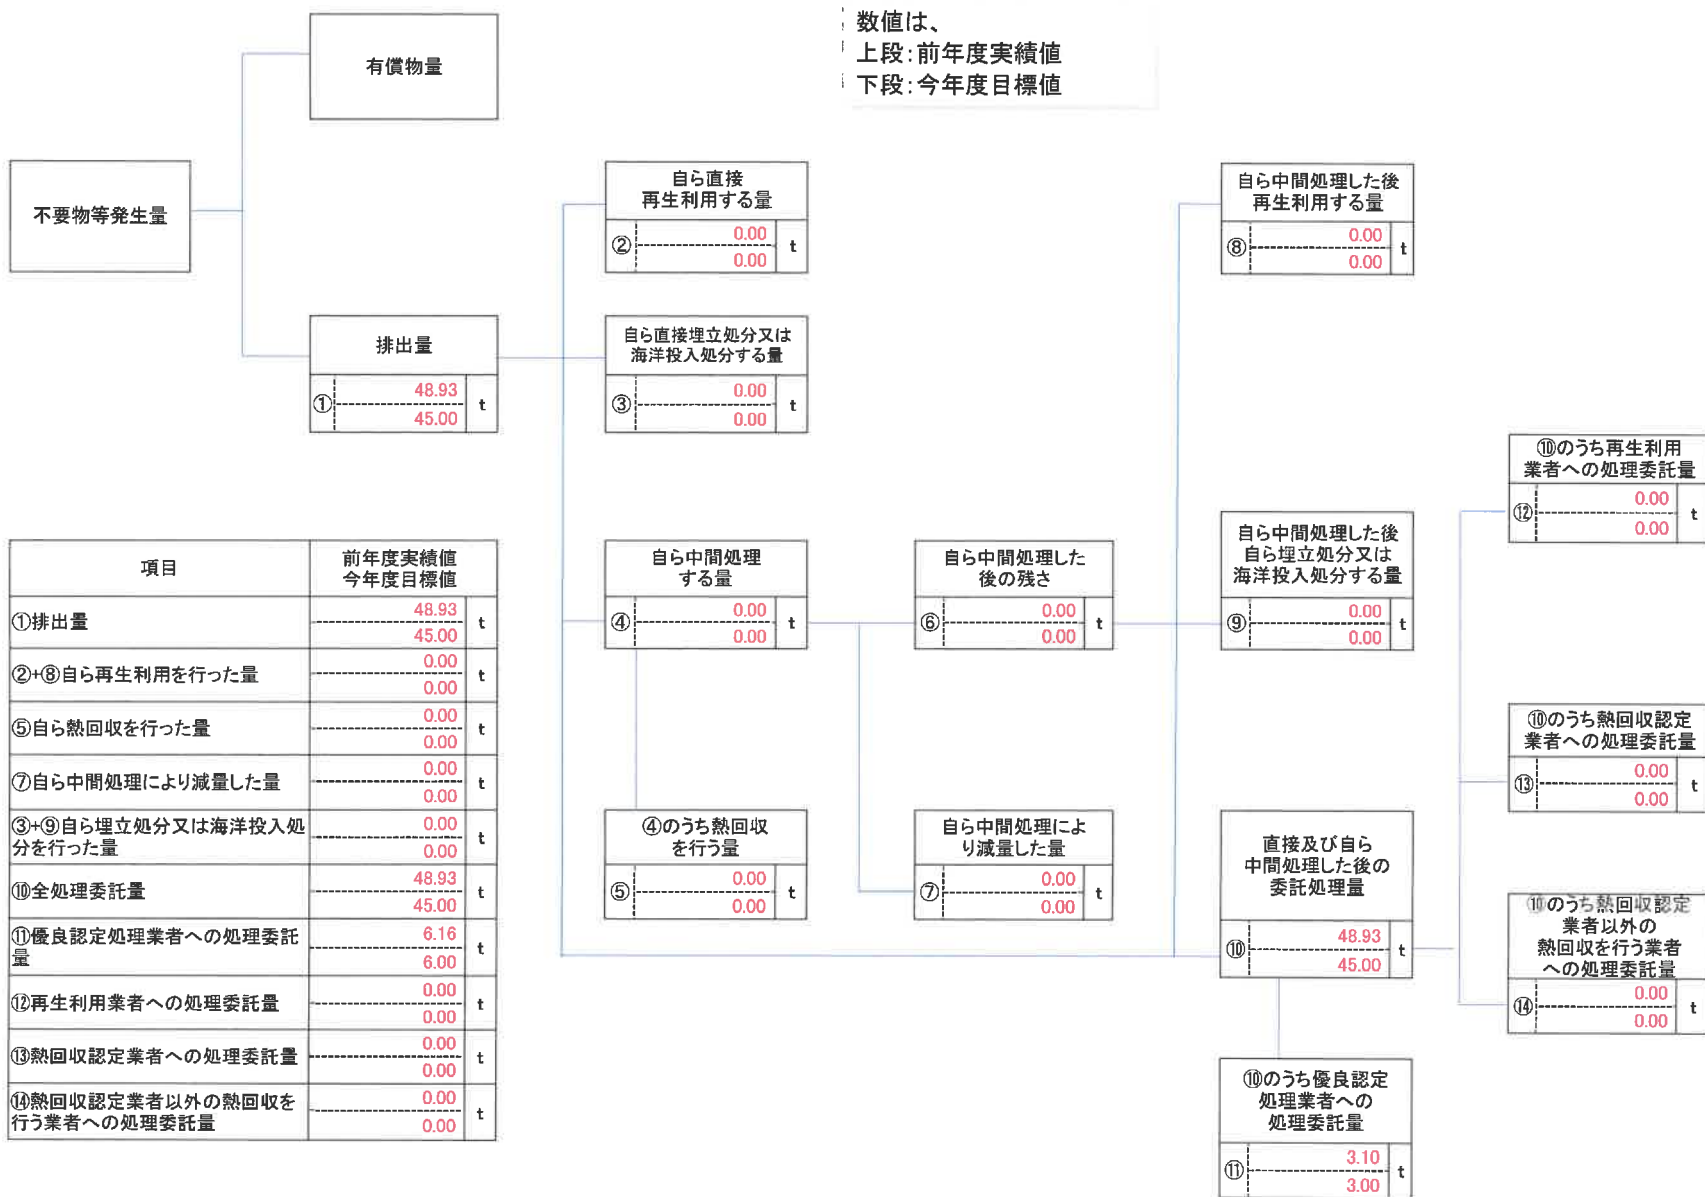 数値は、
上段:前年度実績値
下段:今年度目標値
有償物量
不要物等発生量
排出量
① 48.93 t
45.00
自ら直接
再生利用する量
② 0.00 t
0.00
自ら直接埋立処分又は
海洋投入処分する量
③ 0.00 t
0.00
自ら中間処理
する量
④ 0.00 t
0.00
④のうち熱回収
を行う量
⑤ 0.00 t
0.00
自ら中間処理した
後の残さ
⑥ 0.00 t
0.00
自ら中間処理によ
り減量した量
⑦ 0.00 t
0.00
自ら中間処理した後
再生利用する量
⑧ 0.00 t
0.00
自ら中間処理した後
自ら埋立処分又は
海洋投入処分する量
⑨ 0.00 t
0.00
直接及び自ら
中間処理した後の
委託処理量
⑩ 48.93 t
45.00
⑩のうち優良認定
処理業者への
処理委託量
⑪ 3.10 t
3.00
⑩のうち再生利用
業者への処理委託量
⑫ 0.00 t
0.00
⑩のうち熱回収認定
業者への処理委託量
⑬ 0.00 t
0.00
⑩のうち熱回収認定
業者以外の
熱回収を行う業者
への処理委託量
⑭ 0.00 t
0.00
項目 前年度実績値
今年度目標値
①排出量 48.93 t
45.00
②+⑧自ら再生利用を行った量 0.00 t
0.00
⑤自ら熱回収を行った量 0.00 t
0.00
⑦自ら中間処理により減量した量 0.00 t
0.00
③+⑨自ら埋立処分又は海洋投入処 0.00 t
分を行った量 0.00
⑩全処理委託量 48.93 t
45.00
⑪優良認定処理業者への処理委託 6.16 t
量 6.00
⑫再生利用業者への処理委託量 0.00 t
0.00
⑬熱回収認定業者への処理委託量 0.00 t
0.00
⑭熱回収認定業者以外の熱回収を 0.00 t
行う業者への処理委託量 0.00